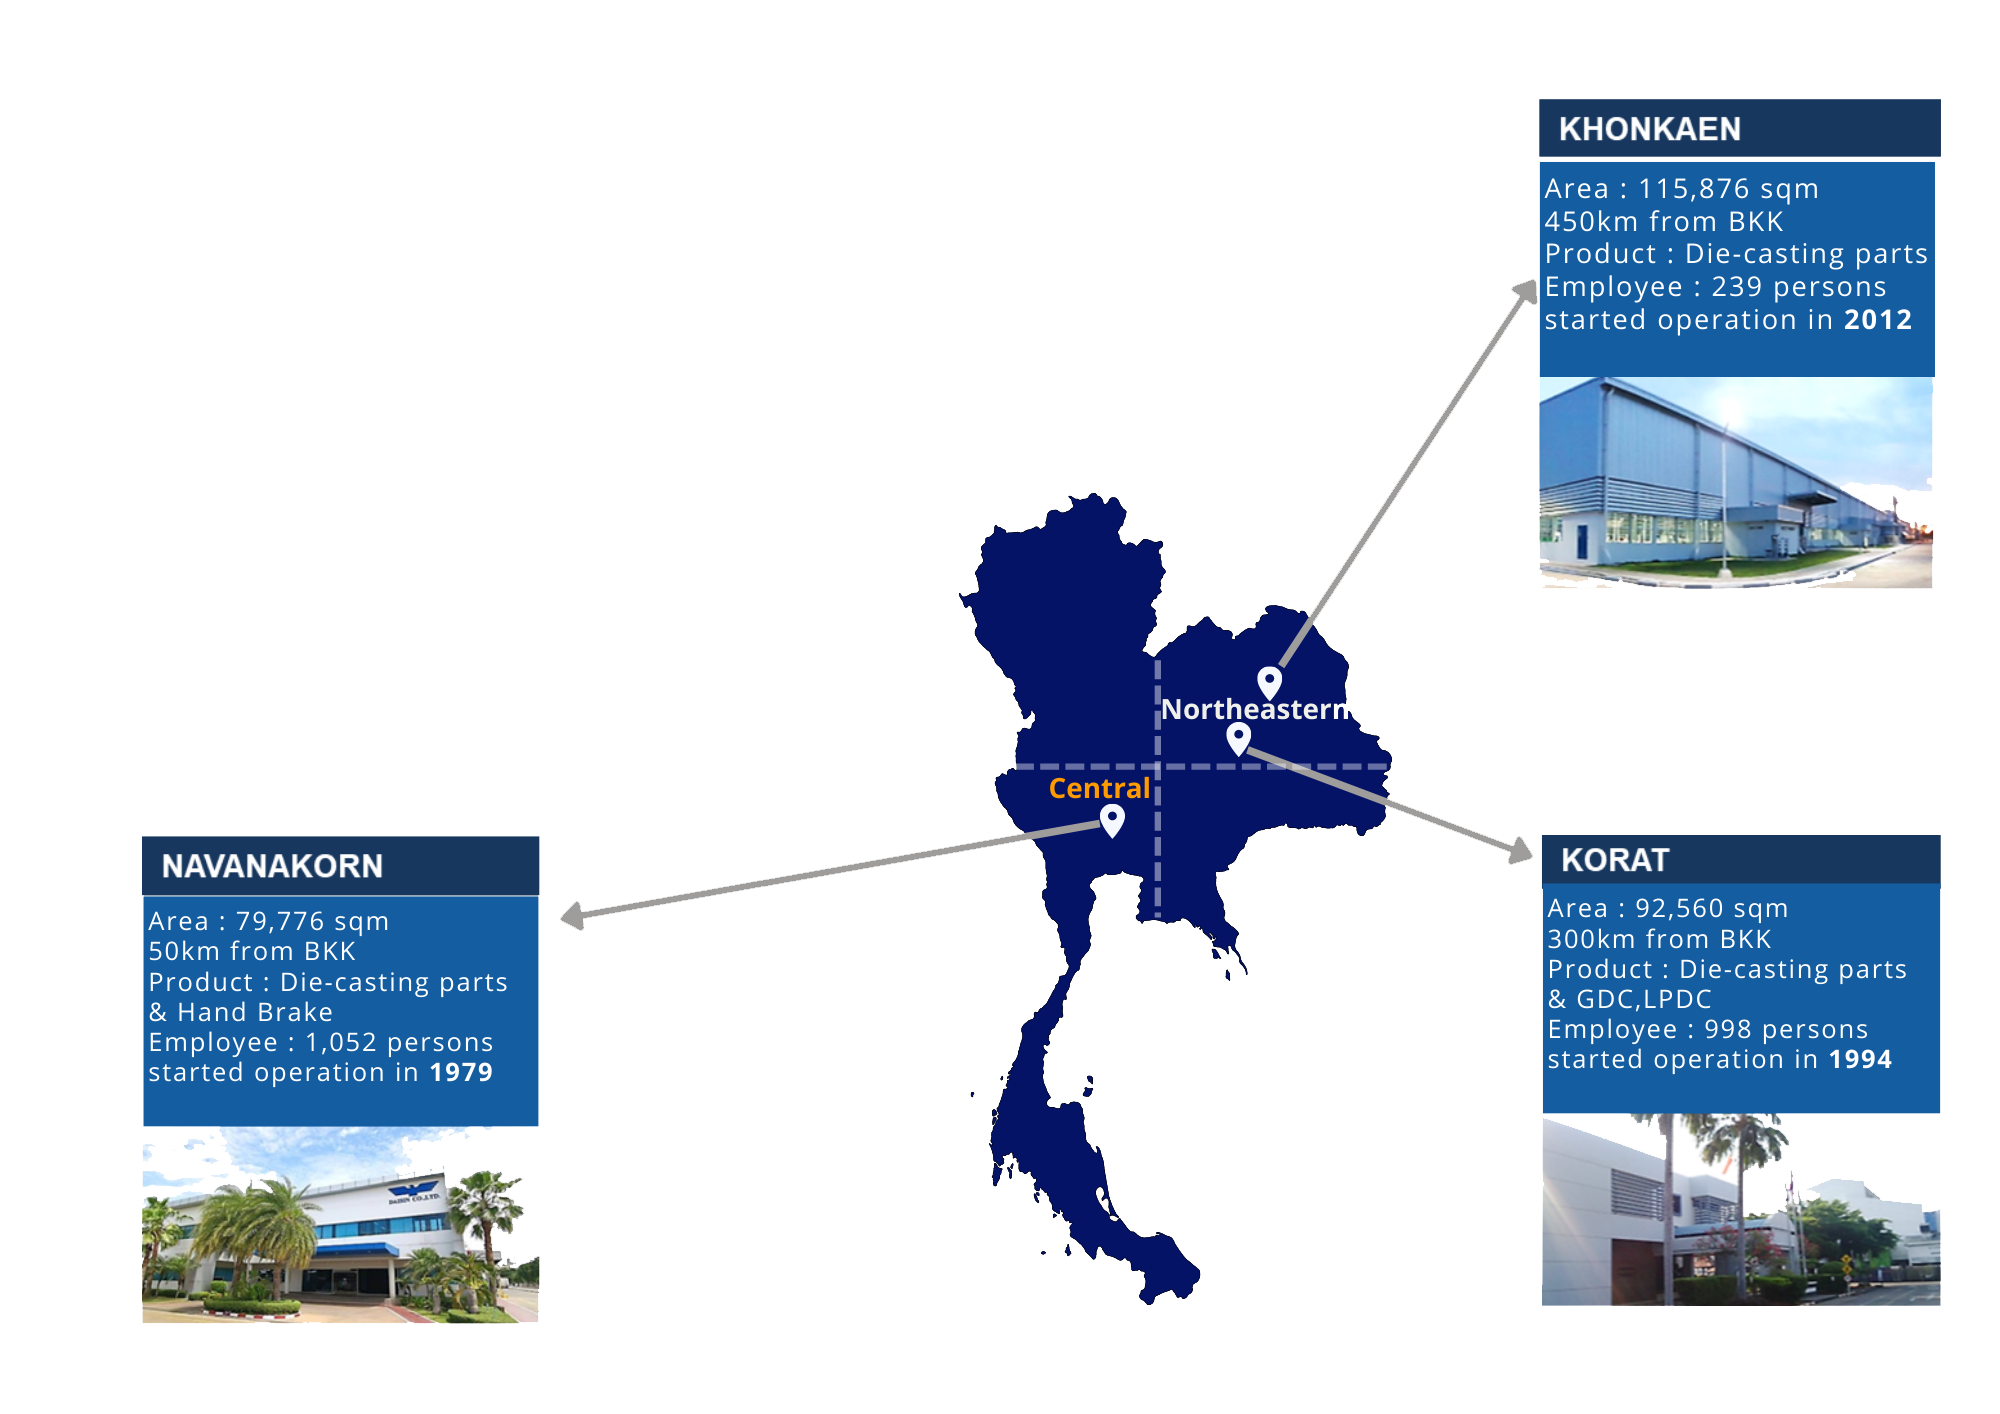 KHONKAEN
Area : 115,876 sqm
450km from BKK
Product : Die-casting parts
Employee : 239 persons
started operation in 2012
Northeastern
Central
NAVANAKORN
Area : 79,776 sqm
50km from BKK
Product : Die-casting parts
& Hand Brake
Employee : 1,052 persons
started operation in 1979
DAISIN CO.,LTD.
KORAT
Area : 92,560 sqm
300km from BKK
Product : Die-casting parts
& GDC,LPDC
Employee : 998 persons
started operation in 1994